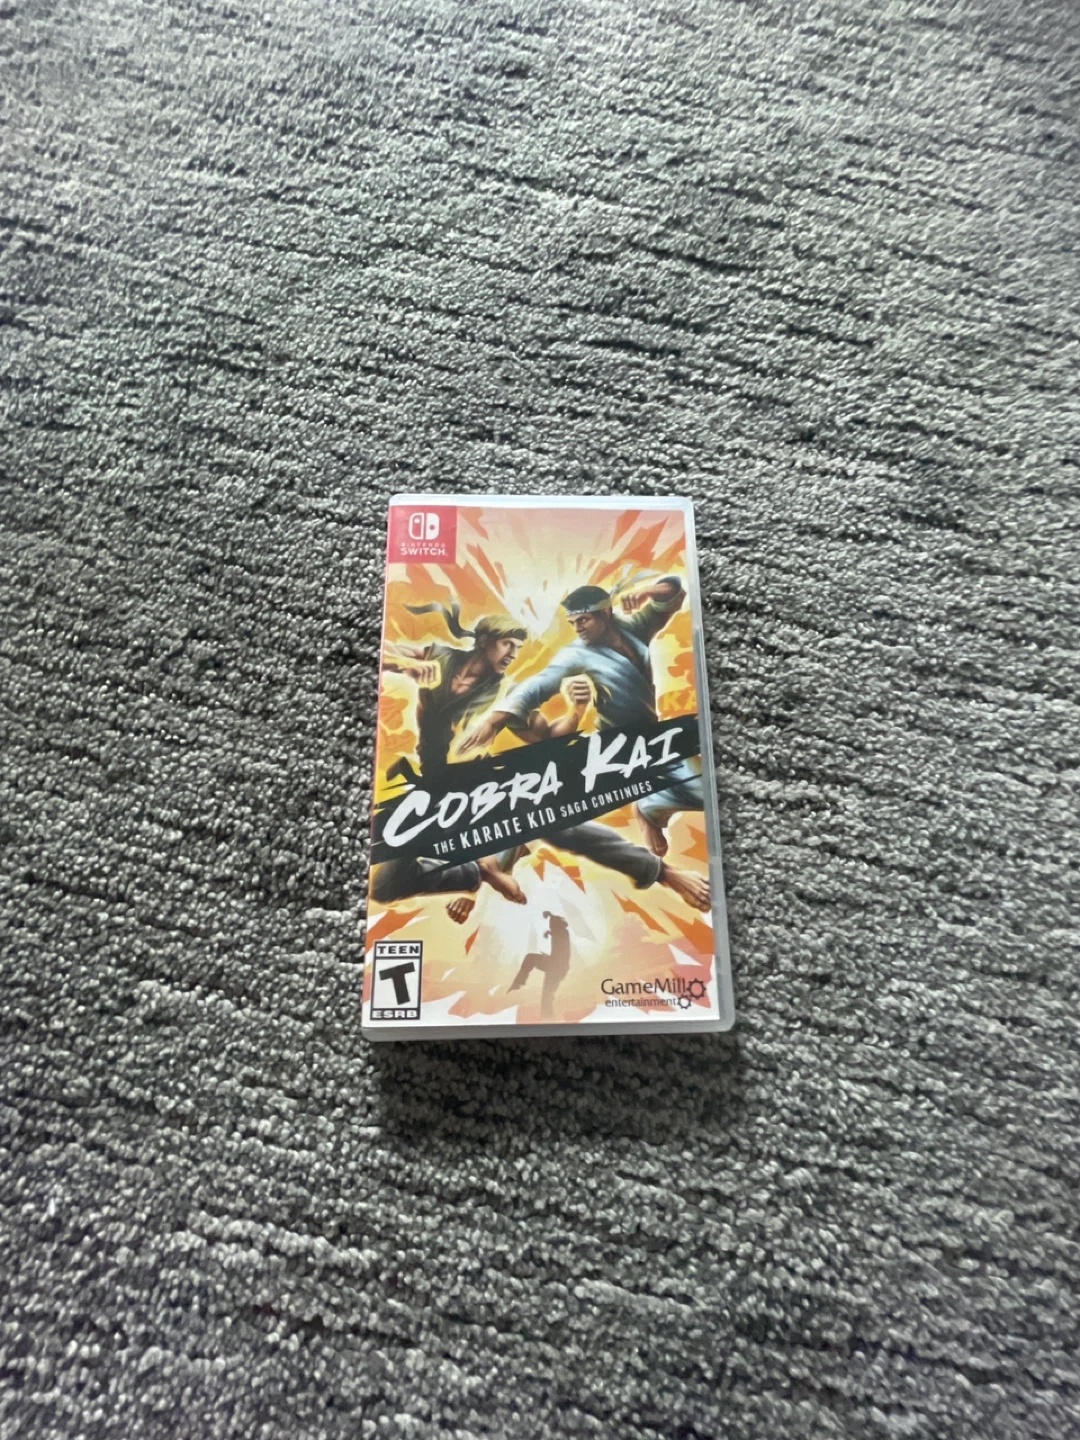 NINTENDO
SWITCH
COBRA KAI
THE KARATE KID SAGA CONTINUES
TEEN
T
ESRB
GameMill
entertainment